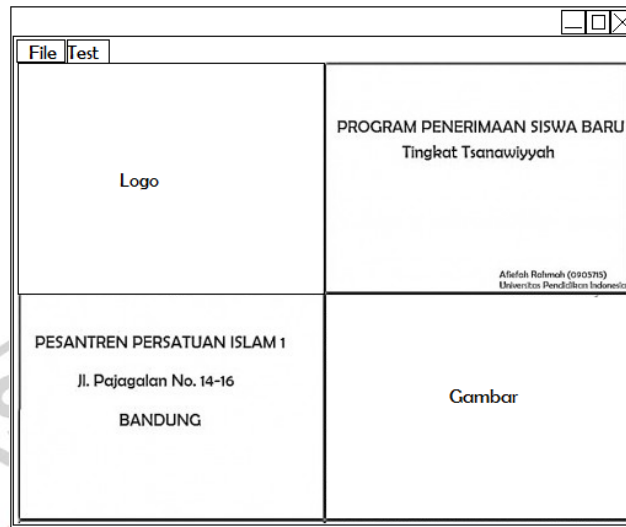 File Test
Logo
PROGRAM PENERIMAAN SISWA BARU
Tingkat Tsanawiyyah
Afiefah Rahmah (0905715)
Universitas Pendidikan Indonesia
PESANTREN PERSATUAN ISLAM 1
Jl. Pajagalan No. 14-16
BANDUNG
Gambar